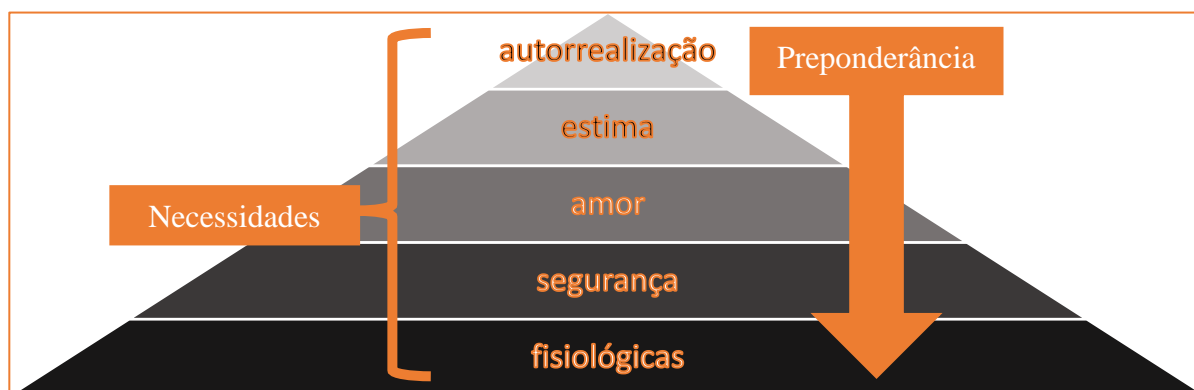 autorrealização
Preponderância
estima
amor
Necessidades
segurança
fisiológicas